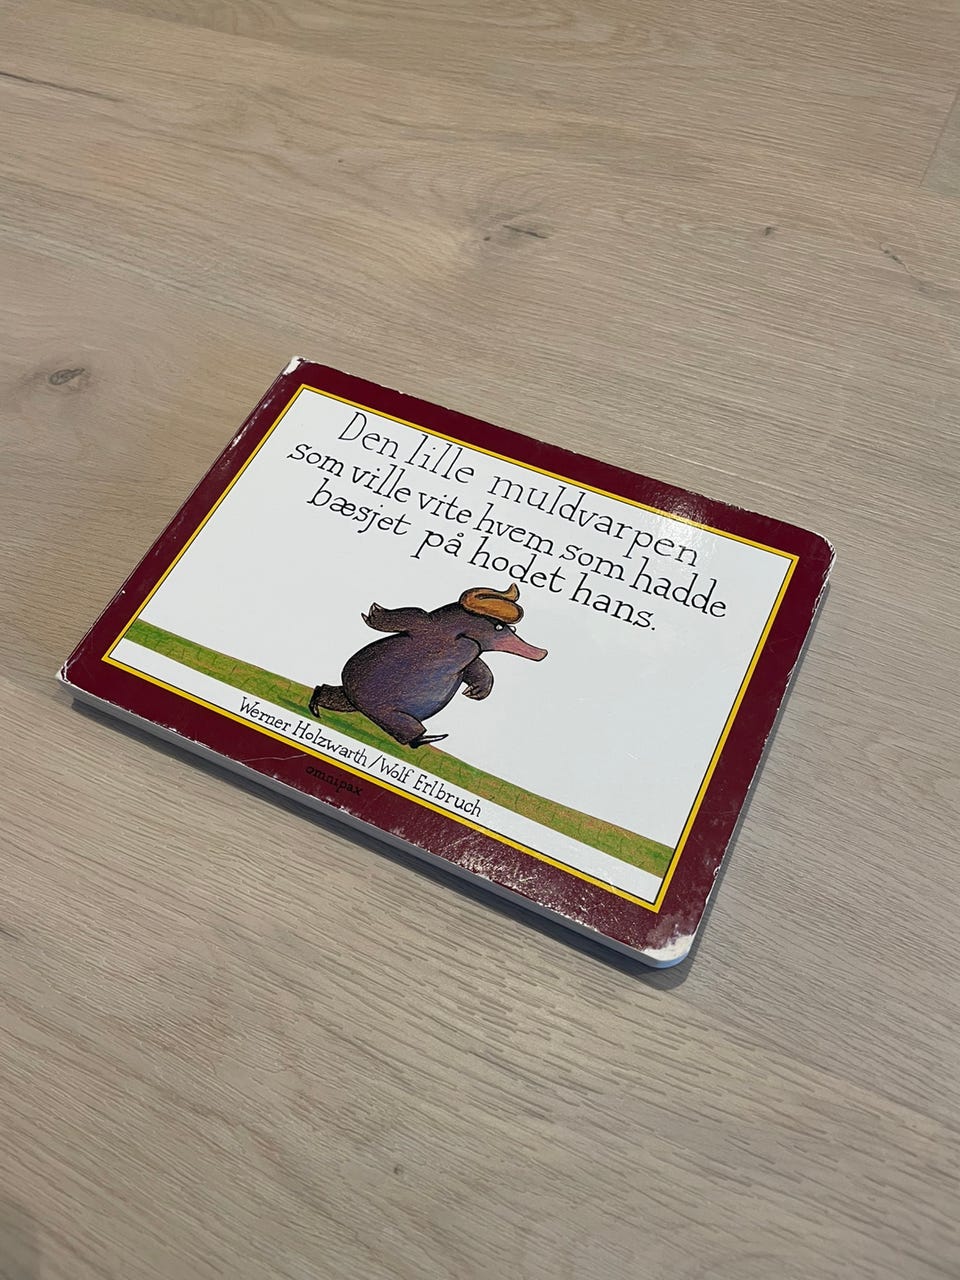 Den lille muldvarpen
som ville vite hvem som hadde
bæsjet på hodet hans.
Werner Holzwarth/Wolf Erlbruch
omnipax